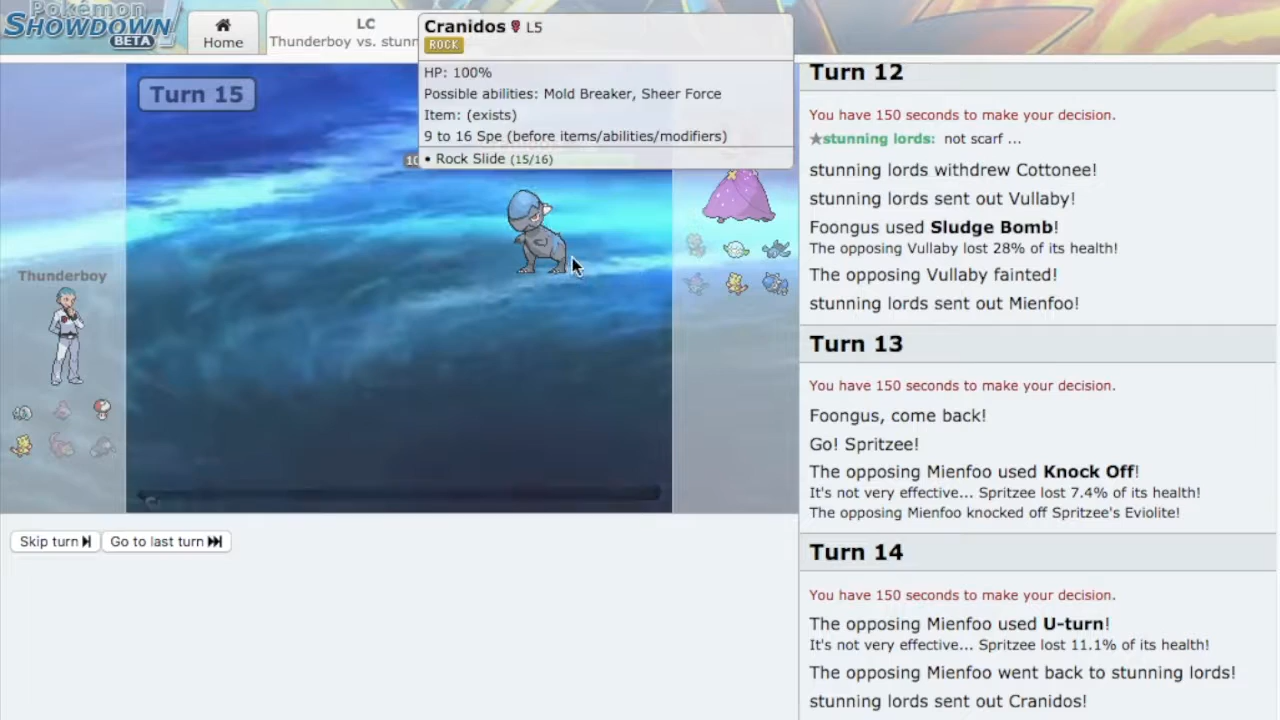 Pokémon
SHOWDOWN
BETA
Home
LC
Thunderboy vs. stunn
Cranidos L5
ROCK
HP: 100%
Possible abilities: Mold Breaker, Sheer Force
Item: (exists)
9 to 16 Spe (before items/abilities/modifiers)
• Rock Slide (15/16)
Turn 15
10
Thunderboy
Skip turn
Go to last turn
Turn 12
You have 150 seconds to make your decision.
★stunning lords: not scarf ...
stunning lords withdrew Cottonee!
stunning lords sent out Vullaby!
Foongus used Sludge Bomb!
The opposing Vullaby lost 28% of its health!
The opposing Vullaby fainted!
stunning lords sent out Mienfoo!
Turn 13
You have 150 seconds to make your decision.
Foongus, come back!
Go! Spritzee!
The opposing Mienfoo used Knock Off!
It's not very effective... Spritzee lost 7.4% of its health!
The opposing Mienfoo knocked off Spritzee's Eviolite!
Turn 14
You have 150 seconds to make your decision.
The opposing Mienfoo used U-turn!
It's not very effective... Spritzee lost 11.1% of its health!
The opposing Mienfoo went back to stunning lords!
stunning lords sent out Cranidos!